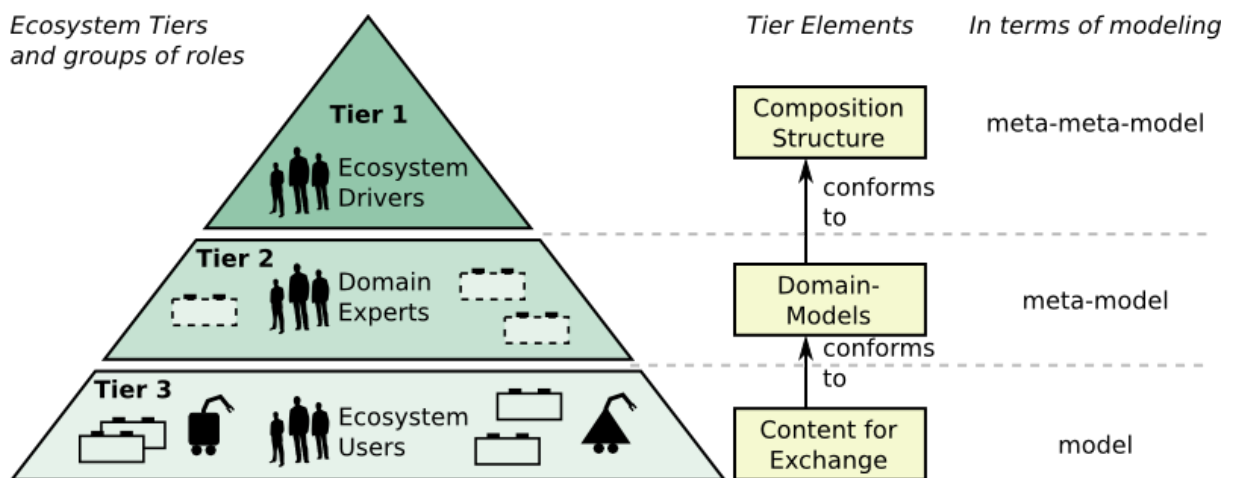 Ecosystem Tiers
and groups of roles
Tier Elements
In terms of modeling
Tier 1
Ecosystem
Drivers
Composition
Structure
meta-meta-model
conforms
to
Tier 2
Domain
Experts
Domain-
Models
meta-model
conforms
to
Tier 3
Ecosystem
Users
Content for
Exchange
model